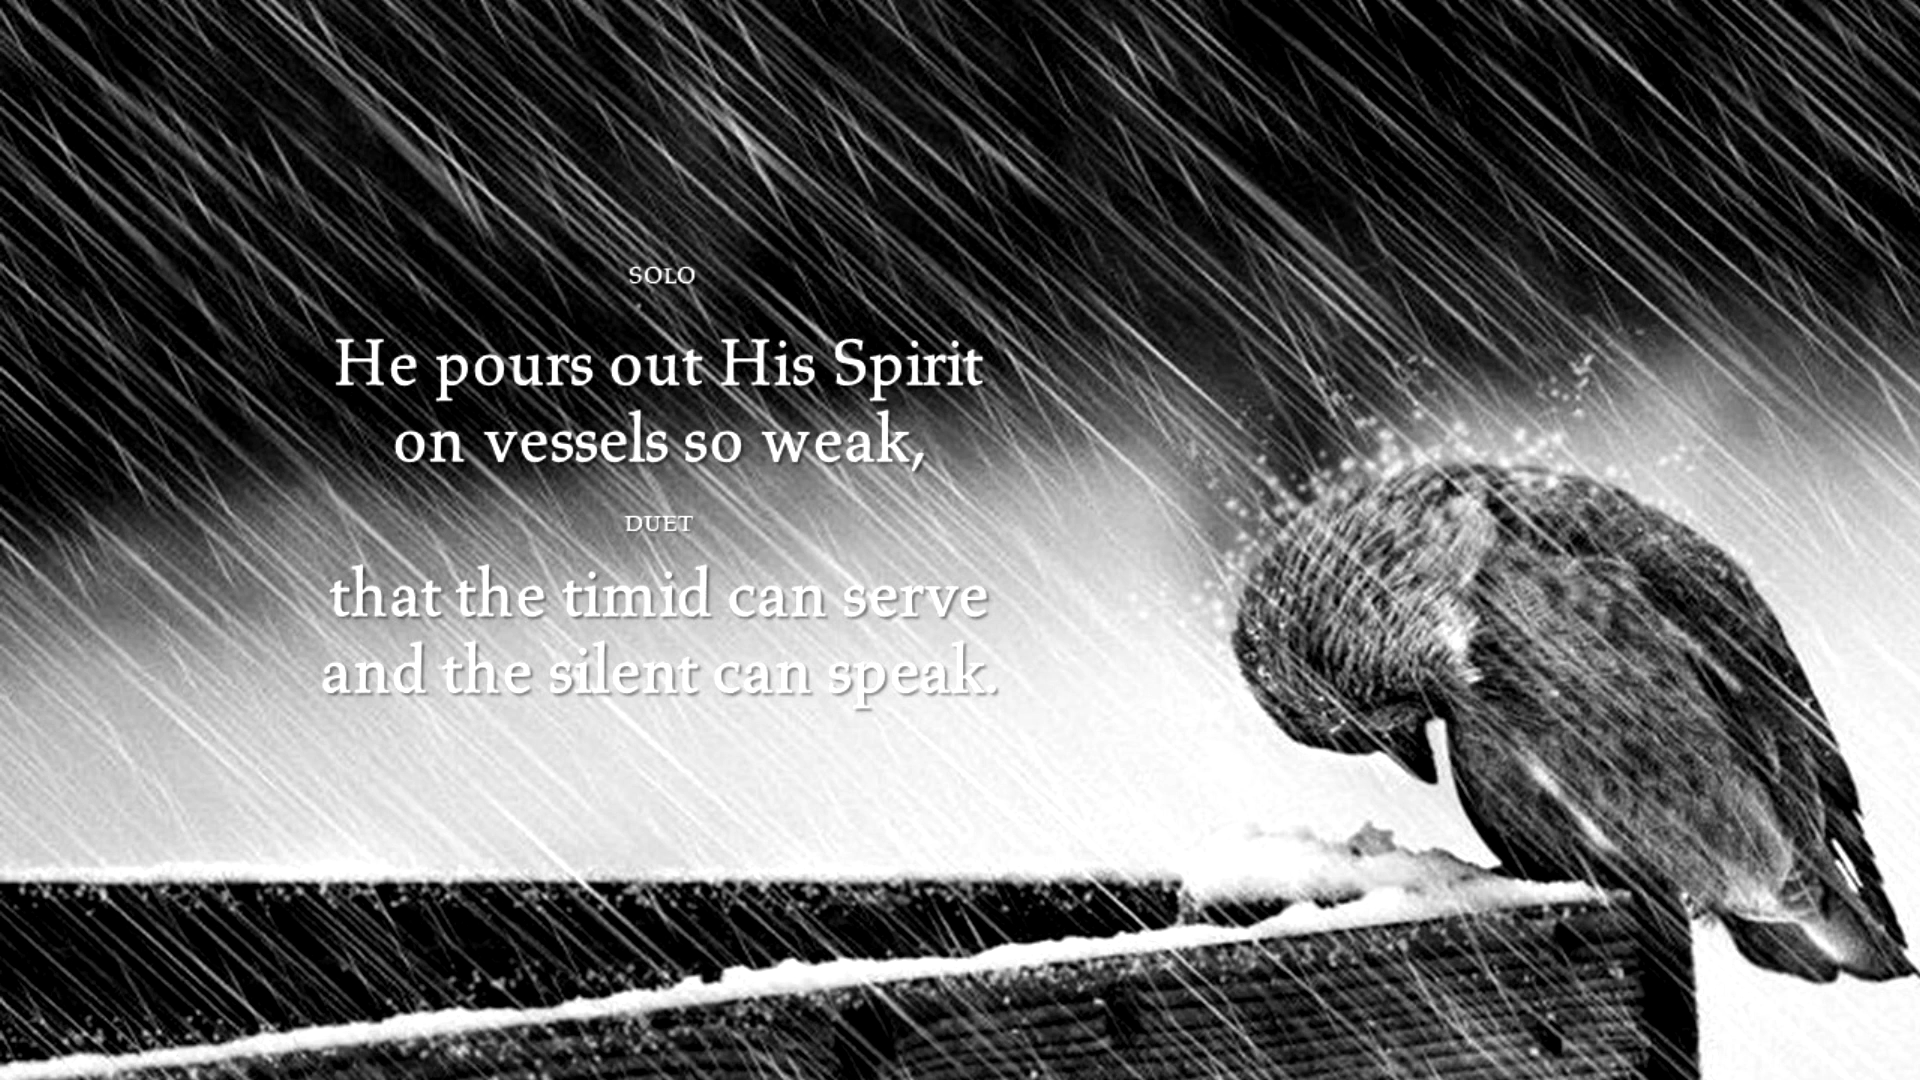 SOLO
He pours out His Spirit
on vessels so weak,
DUET
that the timid can serve
and the silent can speak.